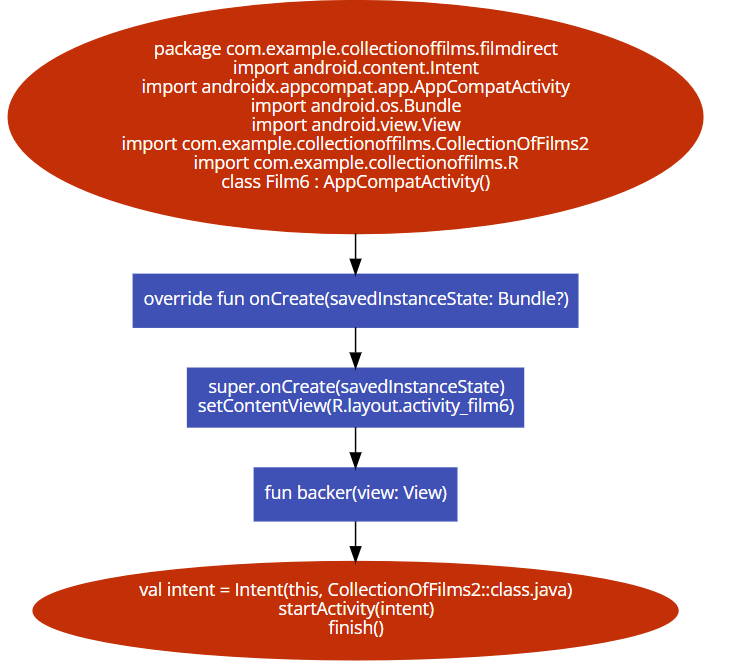 package com.example.collectionoffilms.filmdirect
import android.content.Intent
import androidx.appcompat.app.AppCompatActivity
import android.os.Bundle
import android.view.View
import com.example.collectionoffilms.CollectionOfFilms2
import com.example.collectionoffilms.R
class Film6 : AppCompatActivity()
override fun onCreate(savedInstanceState: Bundle?)
super.onCreate(savedInstanceState)
setContentView(R.layout.activity_film6)
fun backer(view: View)
val intent = Intent(this, CollectionOfFilms2::class.java)
startActivity(intent)
finish()